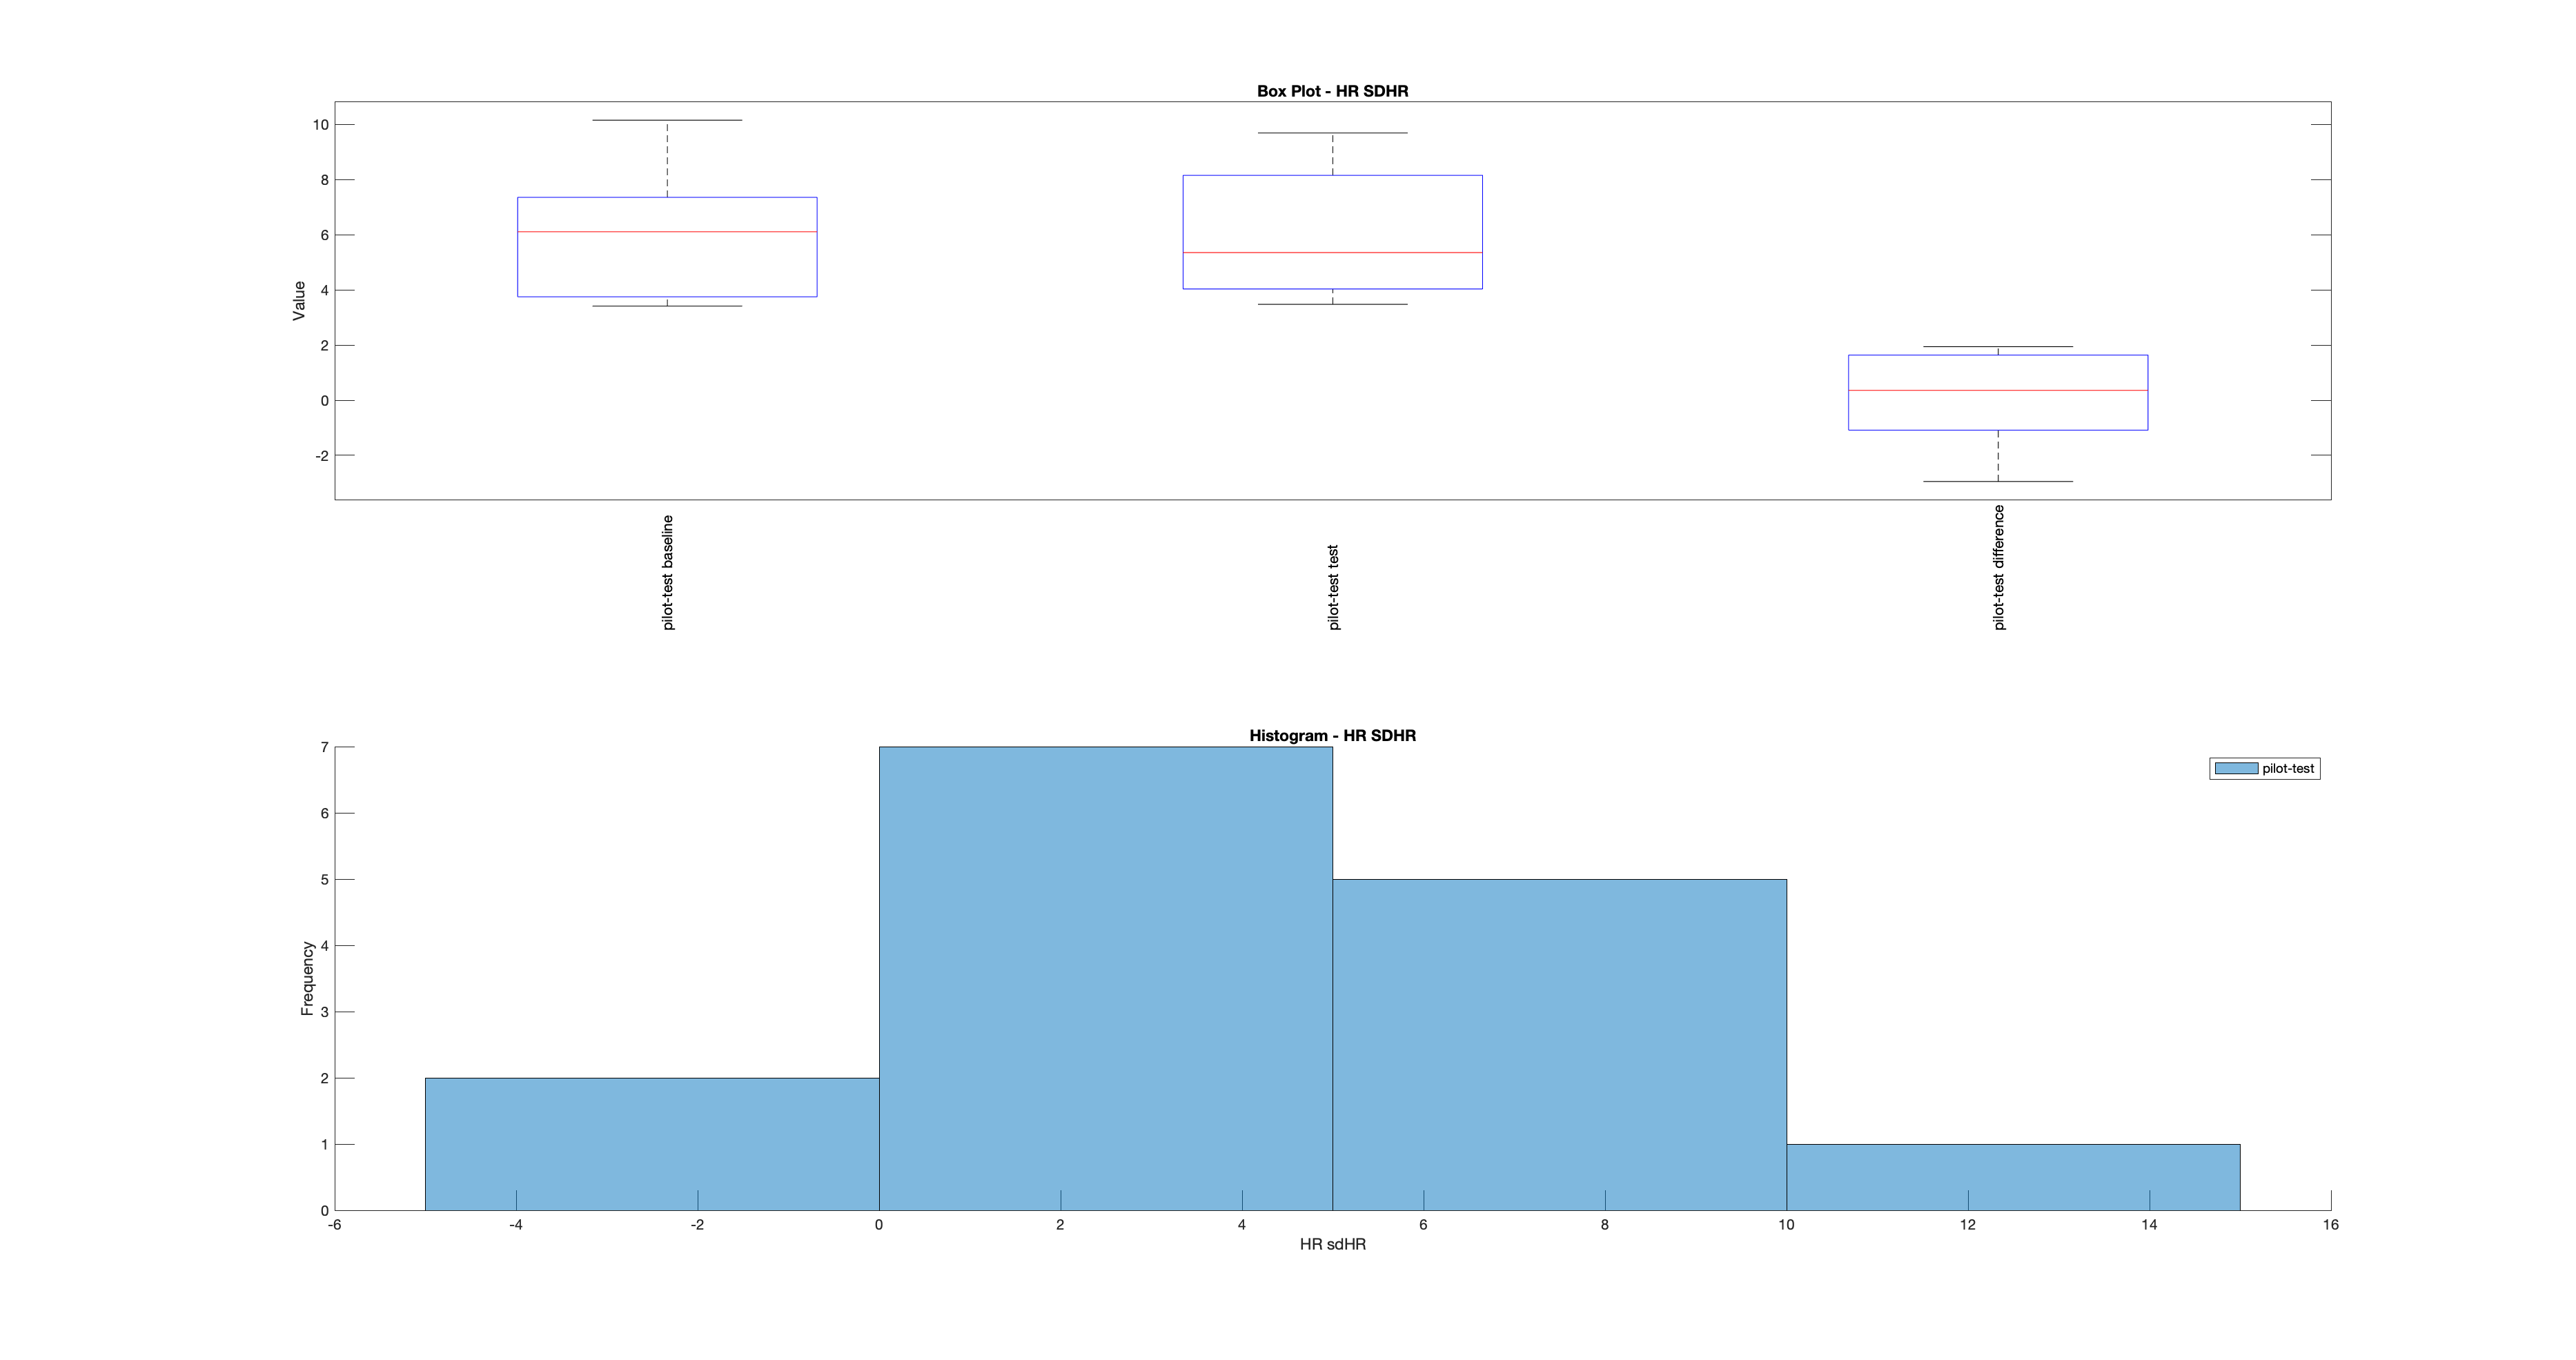 Box Plot - HR SDHR
10
8
6
4
2
0
-2
Value
pilot-test baseline
pilot-test test
pilot-test difference
Histogram - HR SDHR
7
6
5
4
3
2
1
0
Frequency
pilot-test
-6 -4 -2 0 2 4 6 8 10 12 14 16
HR sdHR